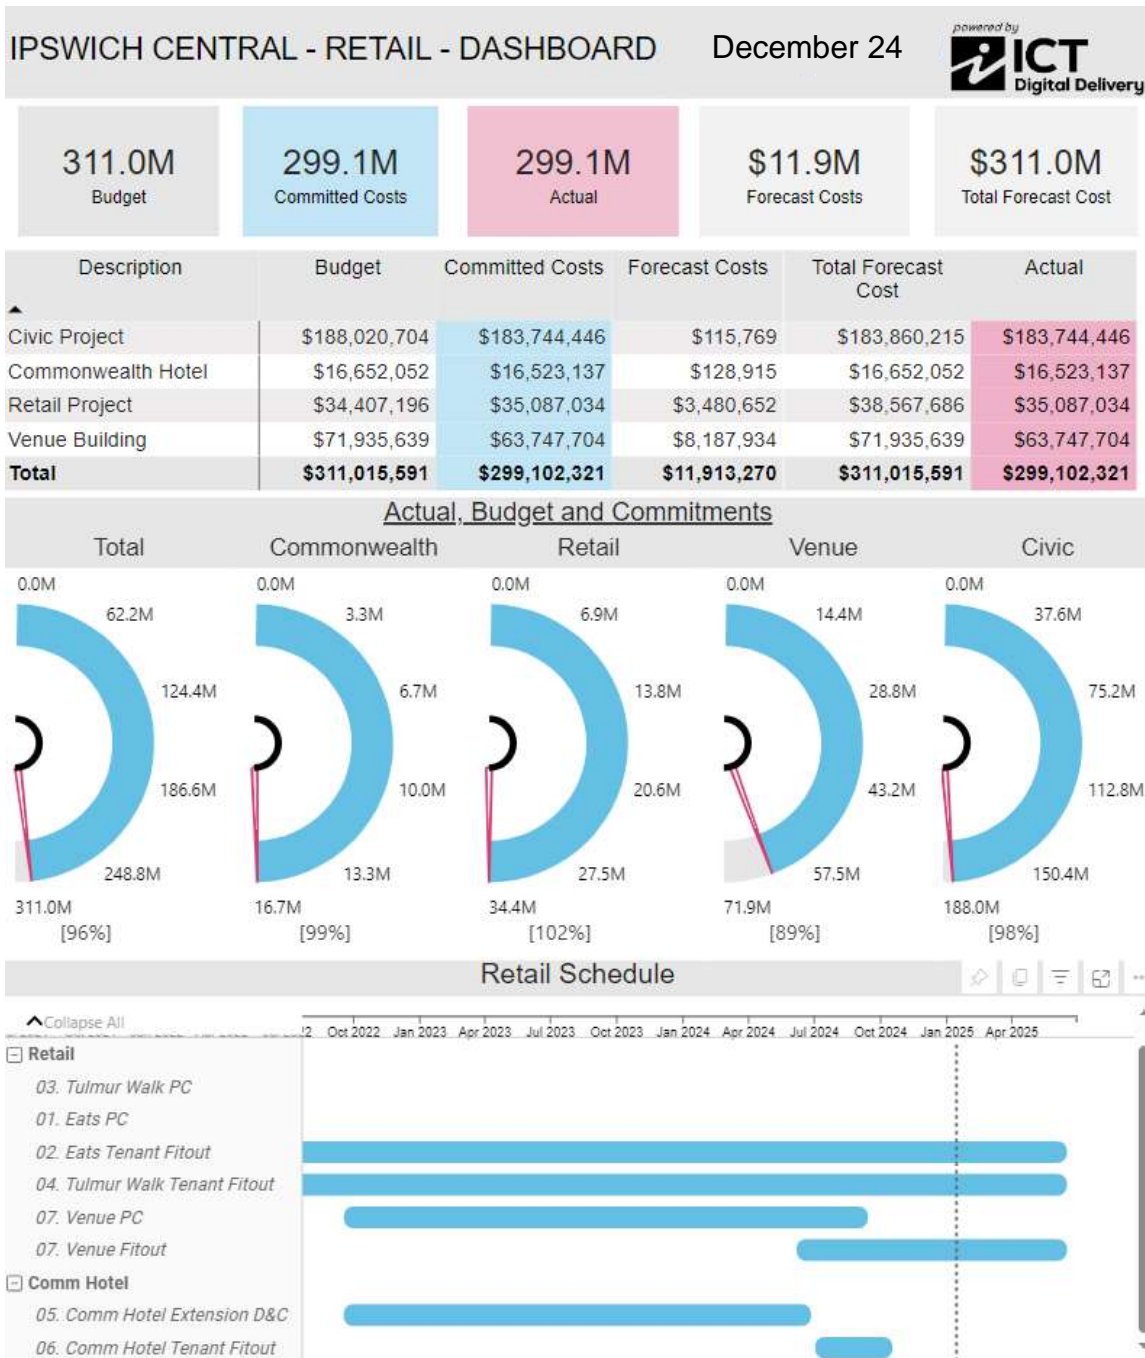 IPSWICH CENTRAL - RETAIL - DASHBOARD December 24
powered by
ICT
Digital Delivery
311.0M 299.1M 299.1M $11.9M $311.0M
Budget Committed Costs Actual Forecast Costs Total Forecast Cost
Description Budget Committed Costs Forecast Costs Total Forecast Cost Actual
Civic Project $188,020,704 $183,744,446 $115,769 $183,860,215 $183,744,446
Commonwealth Hotel $16,652,052 $16,523,137 $128,915 $16,652,052 $16,523,137
Retail Project $34,407,196 $35,087,034 $3,480,652 $38,567,686 $35,087,034
Venue Building $71,935,639 $63,747,704 $8,187,934 $71,935,639 $63,747,704
Total $311,015,591 $299,102,321 $11,913,270 $311,015,591 $299,102,321
Actual, Budget and Commitments
Total Commonwealth Retail Venue Civic
0.0M 0.0M 0.0M 0.0M 0.0M
62.2M 3.3M 6.9M 14.4M 37.6M
124.4M 6.7M 13.8M 28.8M 75.2M
186.6M 10.0M 20.6M 43.2M 112.8M
248.8M 13.3M 27.5M 57.5M 150.4M
311.0M 16.7M 34.4M 71.9M 188.0M
[96%] [99%] [102%] [89%] [98%]
Retail Schedule
Collapse All
Oct 2022 Jan 2023 Apr 2023 Jul 2023 Oct 2023 Jan 2024 Apr 2024 Jul 2024 Oct 2024 Jan 2025 Apr 2025
Retail
03. Tulmur Walk PC
01. Eats PC
02. Eats Tenant Fitout
04. Tulmur Walk Tenant Fitout
07. Venue PC
07. Venue Fitout
Comm Hotel
05. Comm Hotel Extension D&C
06. Comm Hotel Tenant Fitout